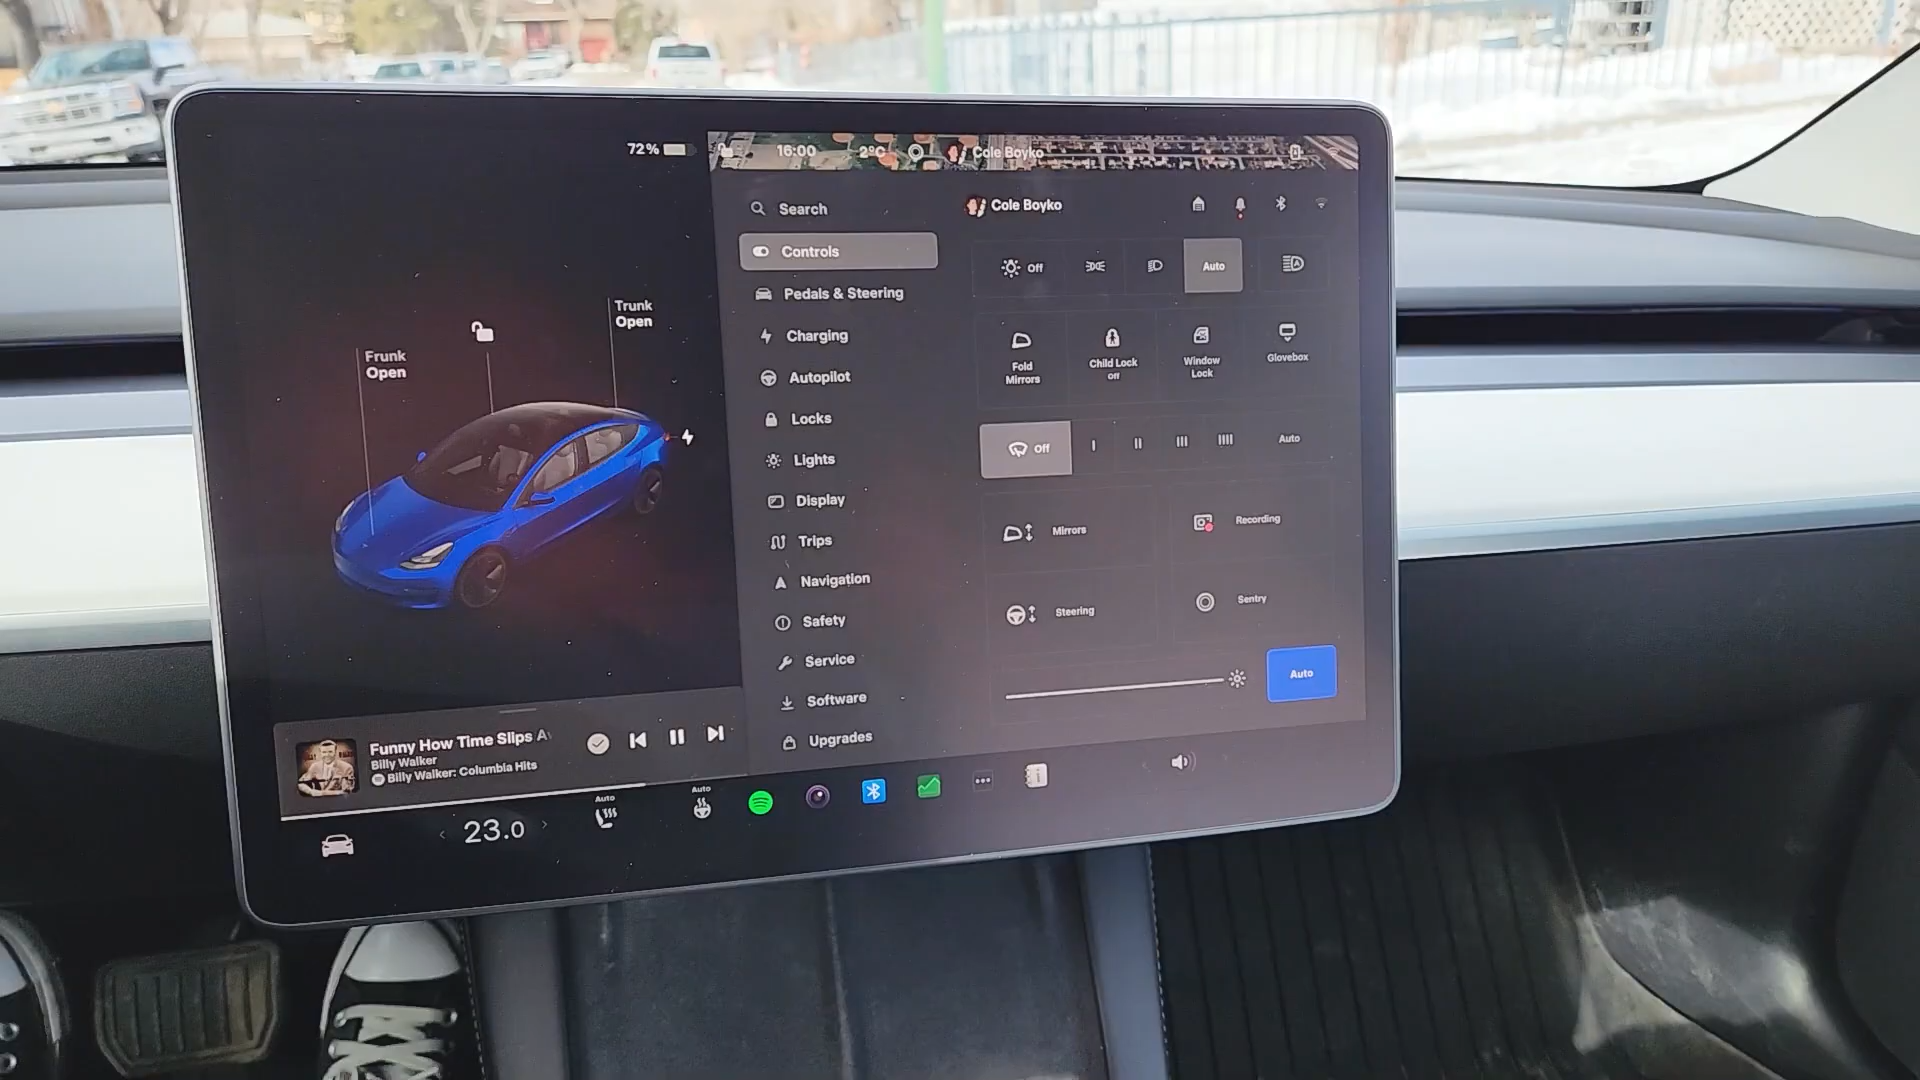 72%
16:00
2°C
Cole Boyko
Trunk
Open
Frunk
Open
Search
Controls
Pedals & Steering
Charging
Autopilot
Locks
Lights
Display
Trips
Navigation
Safety
Service
Software
Upgrades
Cole Boyko
Off
Auto
Fold
Mirrors
Child Lock
Off
Window
Lock
Glovebox
Off
I
II
III
IIII
Auto
Mirrors
Recording
Steering
Sentry
Auto
Funny How Time Slips
Billy Walker
Billy Walker: Columbia Hits
23.0
Auto
Auto